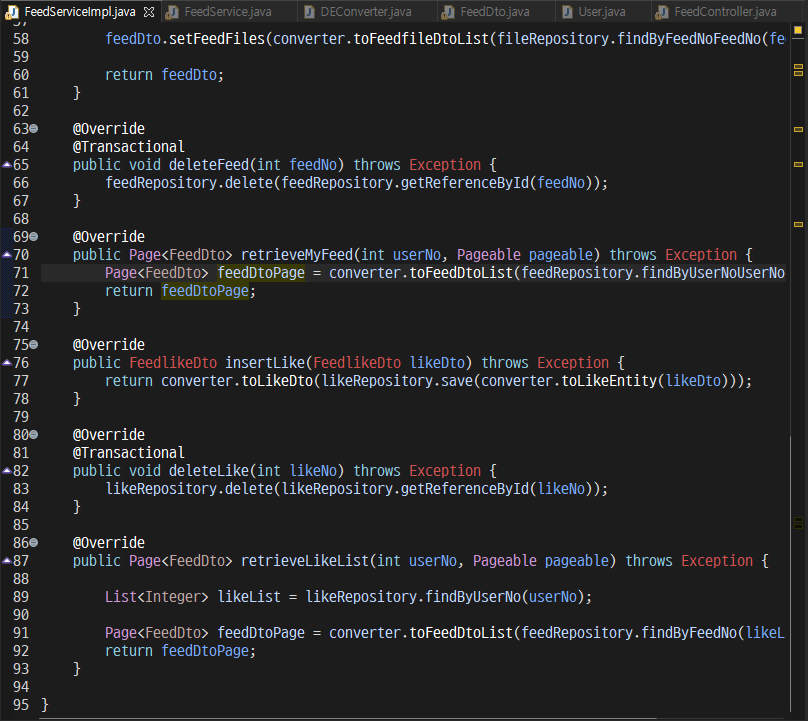 FeedServiceImpl.java FeedService.java DEConverter.java FeedDto.java User.java FeedController.java
58 feedDto.setFeedFiles(converter.toFeedfileDtoList(fileRepository.findByFeedNoFeedNo(fe
59
60 return feedDto;
61 }
62
63 @Override
64 @Transactional
65 public void deleteFeed(int feedNo) throws Exception {
66 feedRepository.delete(feedRepository.getReferenceById(feedNo));
67 }
68
69 @Override
70 public Page<FeedDto> retrieveMyFeed(int userNo, Pageable pageable) throws Exception {
71 Page<FeedDto> feedDtoPage = converter.toFeedDtoList(feedRepository.findByUserNoUserNo
72 return feedDtoPage;
73 }
74
75 @Override
76 public FeedlikeDto insertLike(FeedlikeDto likeDto) throws Exception {
77 return converter.toLikeDto(likeRepository.save(converter.toLikeEntity(likeDto)));
78 }
79
80 @Override
81 @Transactional
82 public void deleteLike(int likeNo) throws Exception {
83 likeRepository.delete(likeRepository.getReferenceById(likeNo));
84 }
85
86 @Override
87 public Page<FeedDto> retrieveLikeList(int userNo, Pageable pageable) throws Exception {
88
89 List<Integer> likeList = likeRepository.findByUserNo(userNo);
90
91 Page<FeedDto> feedDtoPage = converter.toFeedDtoList(feedRepository.findByFeedNo(likeL
92 return feedDtoPage;
93 }
94
95 }